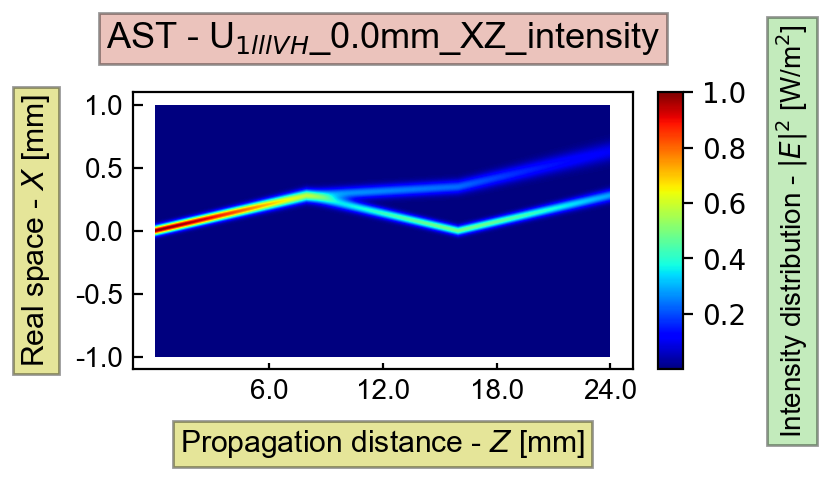 AST - U₁ₗₗₗVH_0.0mm_XZ_intensity
Real space - X [mm]
1.0
0.5
0.0
-0.5
-1.0
6.0 12.0 18.0 24.0
Propagation distance - Z [mm]
1.0
0.8
0.6
0.4
0.2
Intensity distribution - |E|² [W/m²]